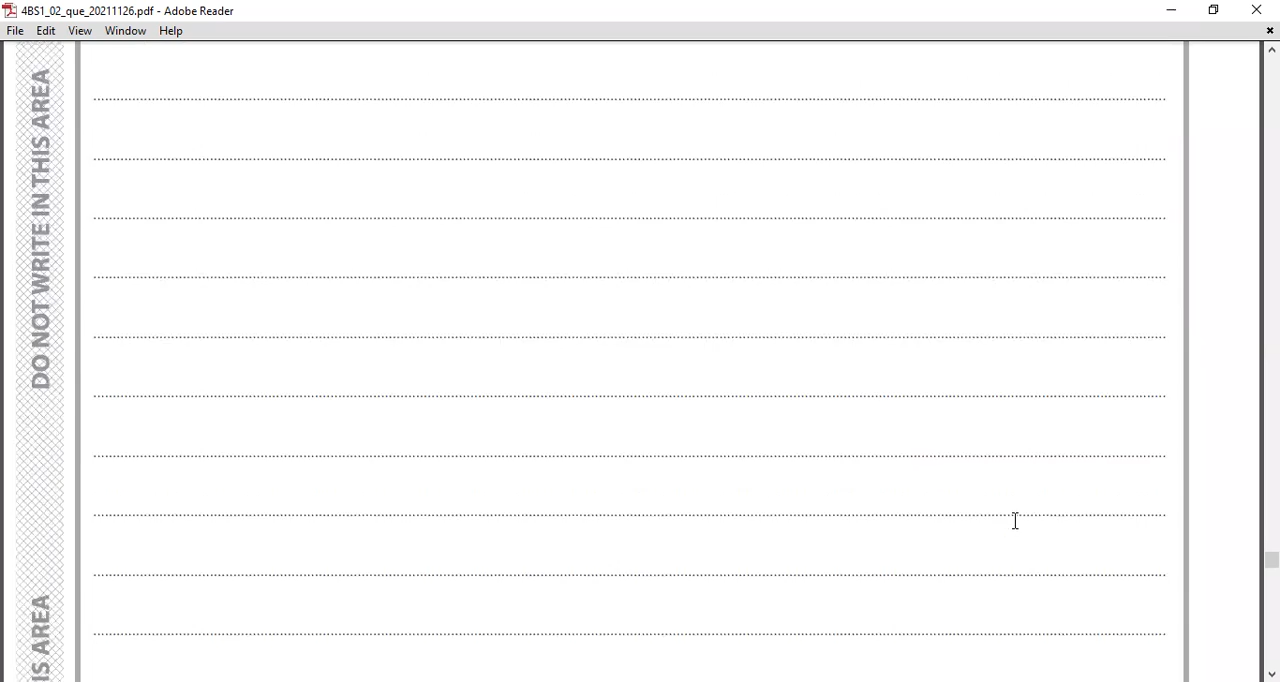 4BS1_02_que_20211126.pdf - Adobe Reader
File Edit View Window Help
DO NOT WRITE IN THIS AREA
IS AREA